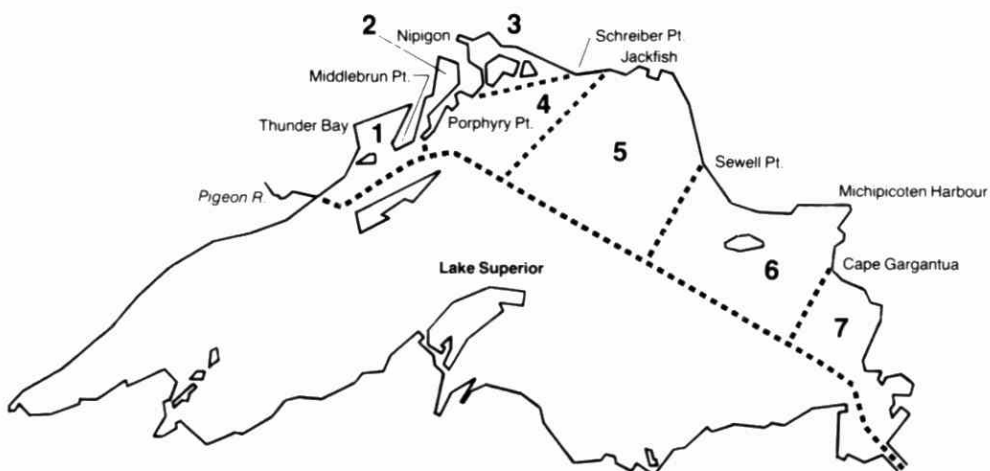 2
Nipigon
3
Schreiber Pt.
Jackfish
Middlebrun Pt.
Thunder Bay
1
Porphyry Pt.
4
5
Sewell Pt.
Pigeon R.
Michipicoten Harbour
Lake Superior
6
Cape Gargantua
7